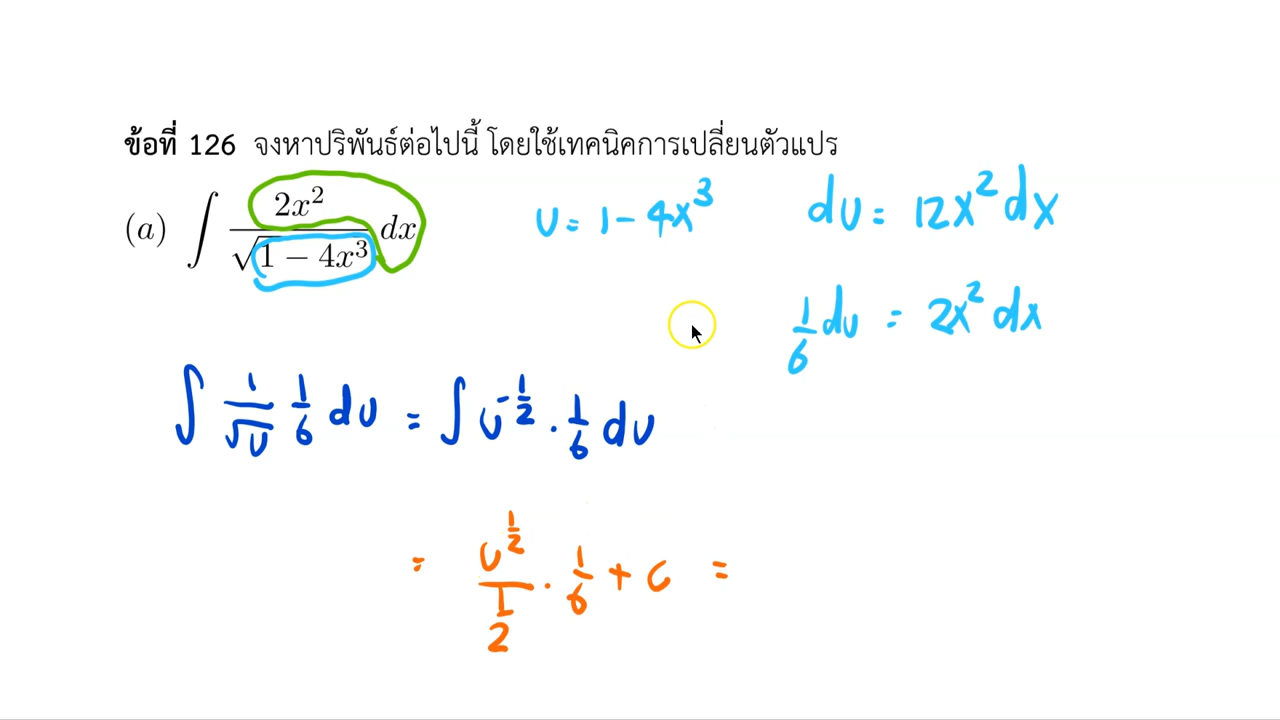 ข้อที่ 126 จงหาปริพันธ์ต่อไปนี้ โดยใช้เทคนิคการเปลี่ยนตัวแปร
(a) ∫ 2x²/√(1 − 4x³) dx
u = 1 − 4x³
du = 12x² dx
1/6 du = 2x² dx
∫ 1/√u 1/6 du = ∫ u^(-1/2) · 1/6 du
= u^(1/2)/(1/2) · 1/6 + c =